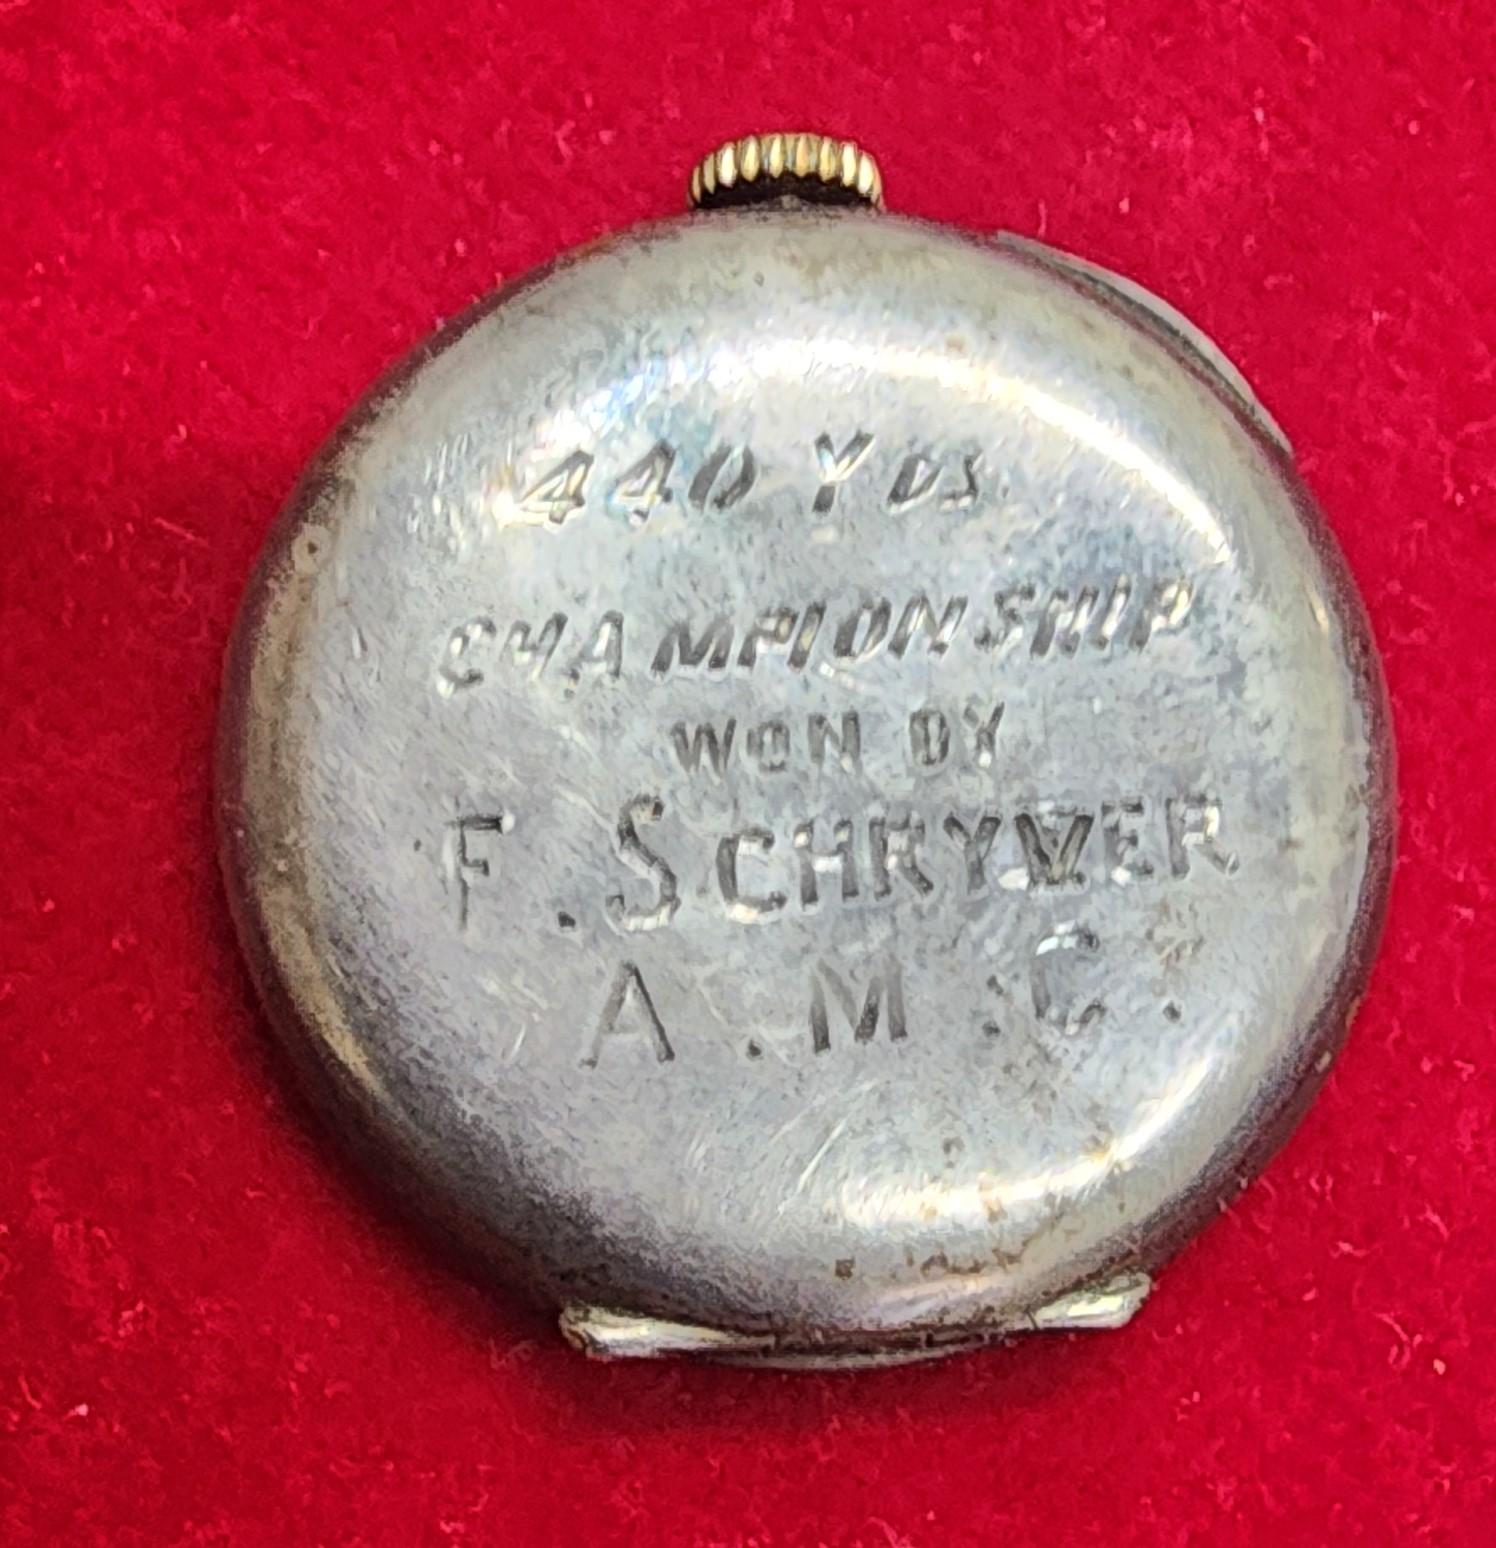 440 YDS.
CHAMPIONSHIP
WON BY
F. SCHRYVER
A.M.C.